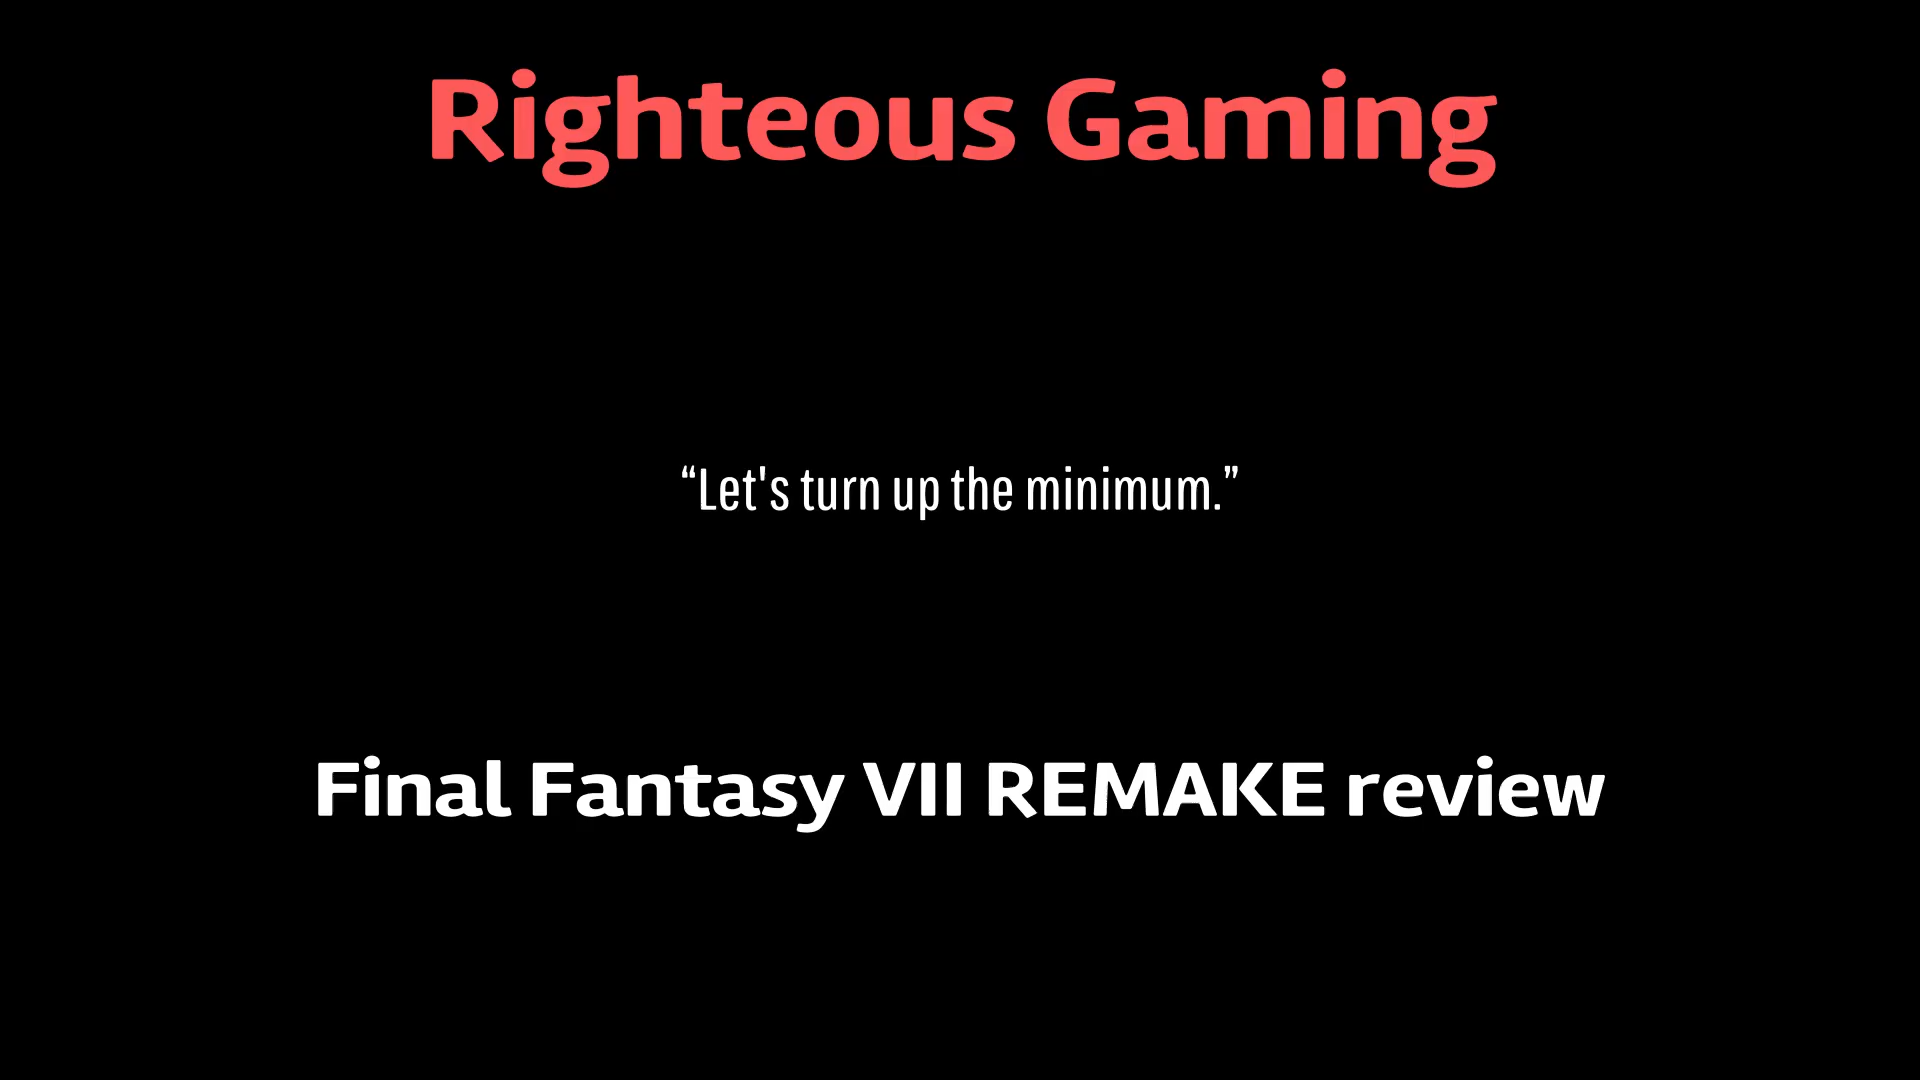 Righteous Gaming
“Let's turn up the minimum.”
Final Fantasy VII REMAKE review